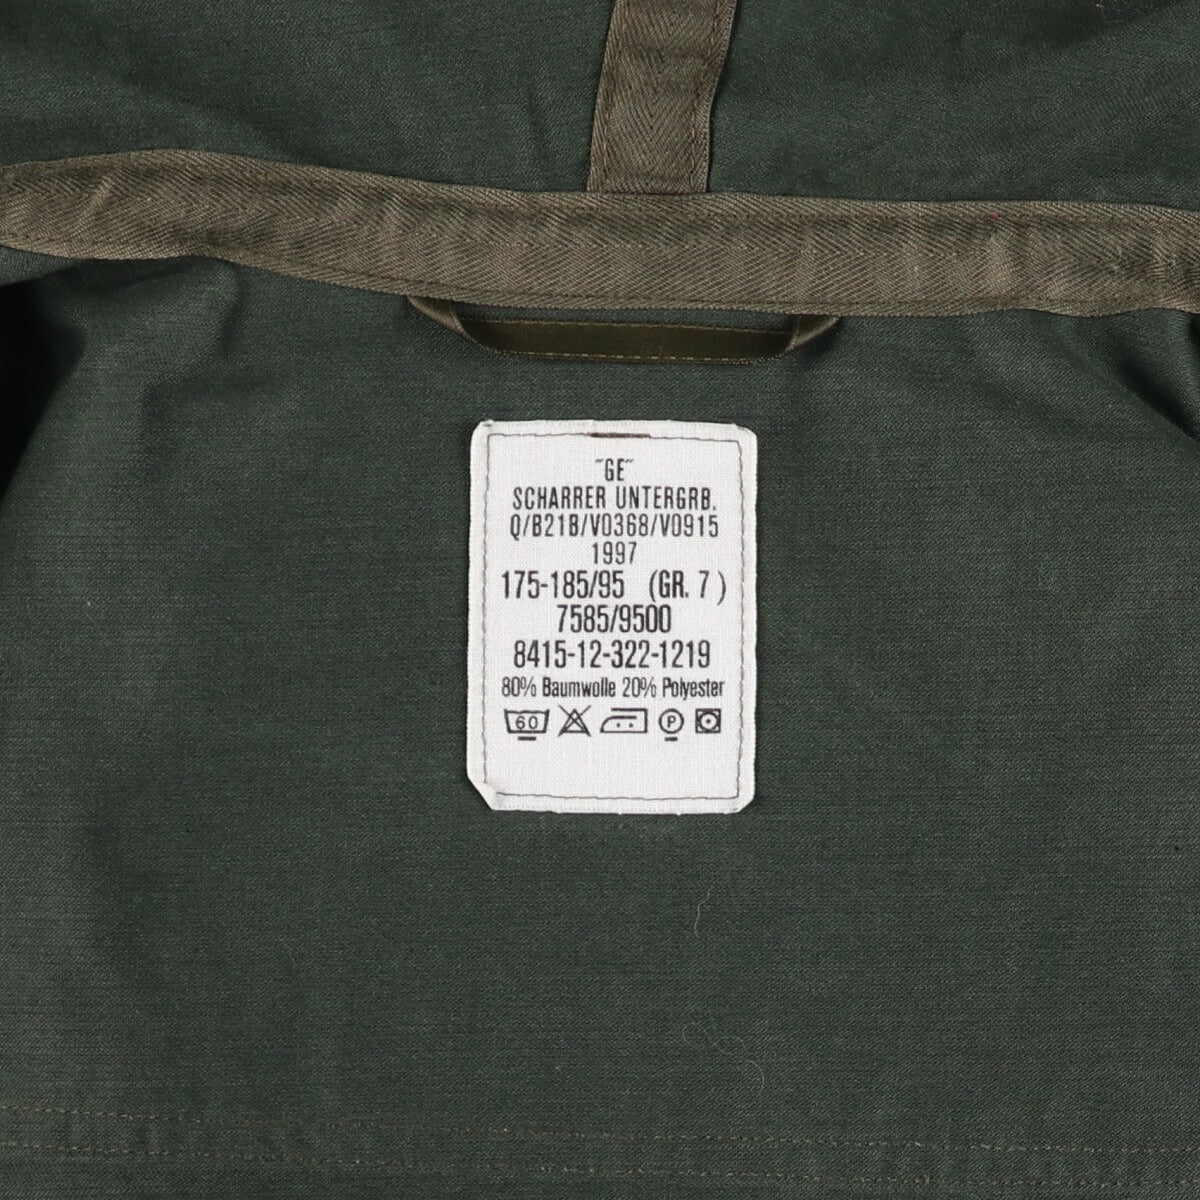 "GE"
SCHARRER UNTERGRB.
Q/B21B/V0368/V0915
1997
175-185/95 (GR. 7)
7585/9500
8415-12-322-1219
80% Baumwolle 20% Polyester
60 P